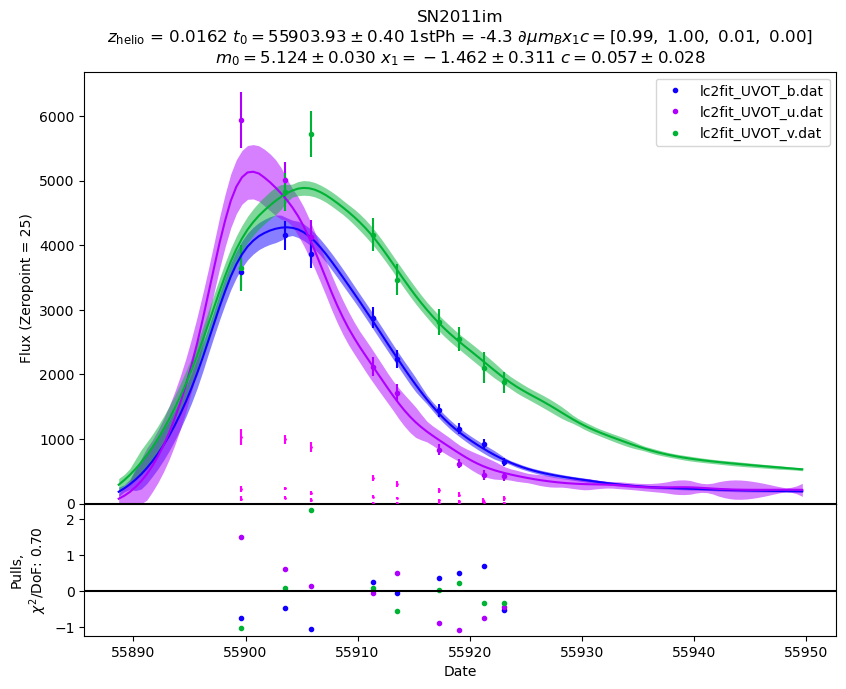 SN2011im
z_helio = 0.0162 t_0 = 55903.93 ± 0.40 1stPh = -4.3 ∂μm_Bx_1c = [0.99, 1.00, 0.01, 0.00]
m_0 = 5.124 ± 0.030 x_1 = −1.462 ± 0.311 c = 0.057 ± 0.028
lc2fit_UVOT_b.dat
lc2fit_UVOT_u.dat
lc2fit_UVOT_v.dat
Flux (Zeropoint = 25)
6000
5000
4000
3000
2000
1000
0
Pulls,
χ²/DoF: 0.70
2
1
0
−1
55890 55900 55910 55920 55930 55940 55950
Date